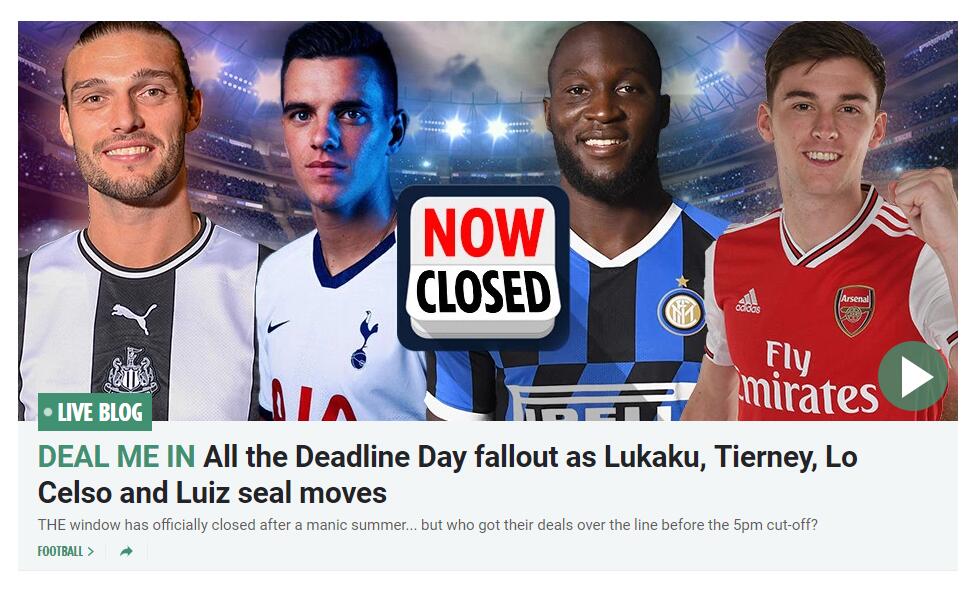 NOW
CLOSED
Arsenal
adidas
Fly
Emirates
LIVE BLOG
DEAL ME IN All the Deadline Day fallout as Lukaku, Tierney, Lo
Celso and Luiz seal moves
THE window has officially closed after a manic summer... but who got their deals over the line before the 5pm cut-off?
FOOTBALL >